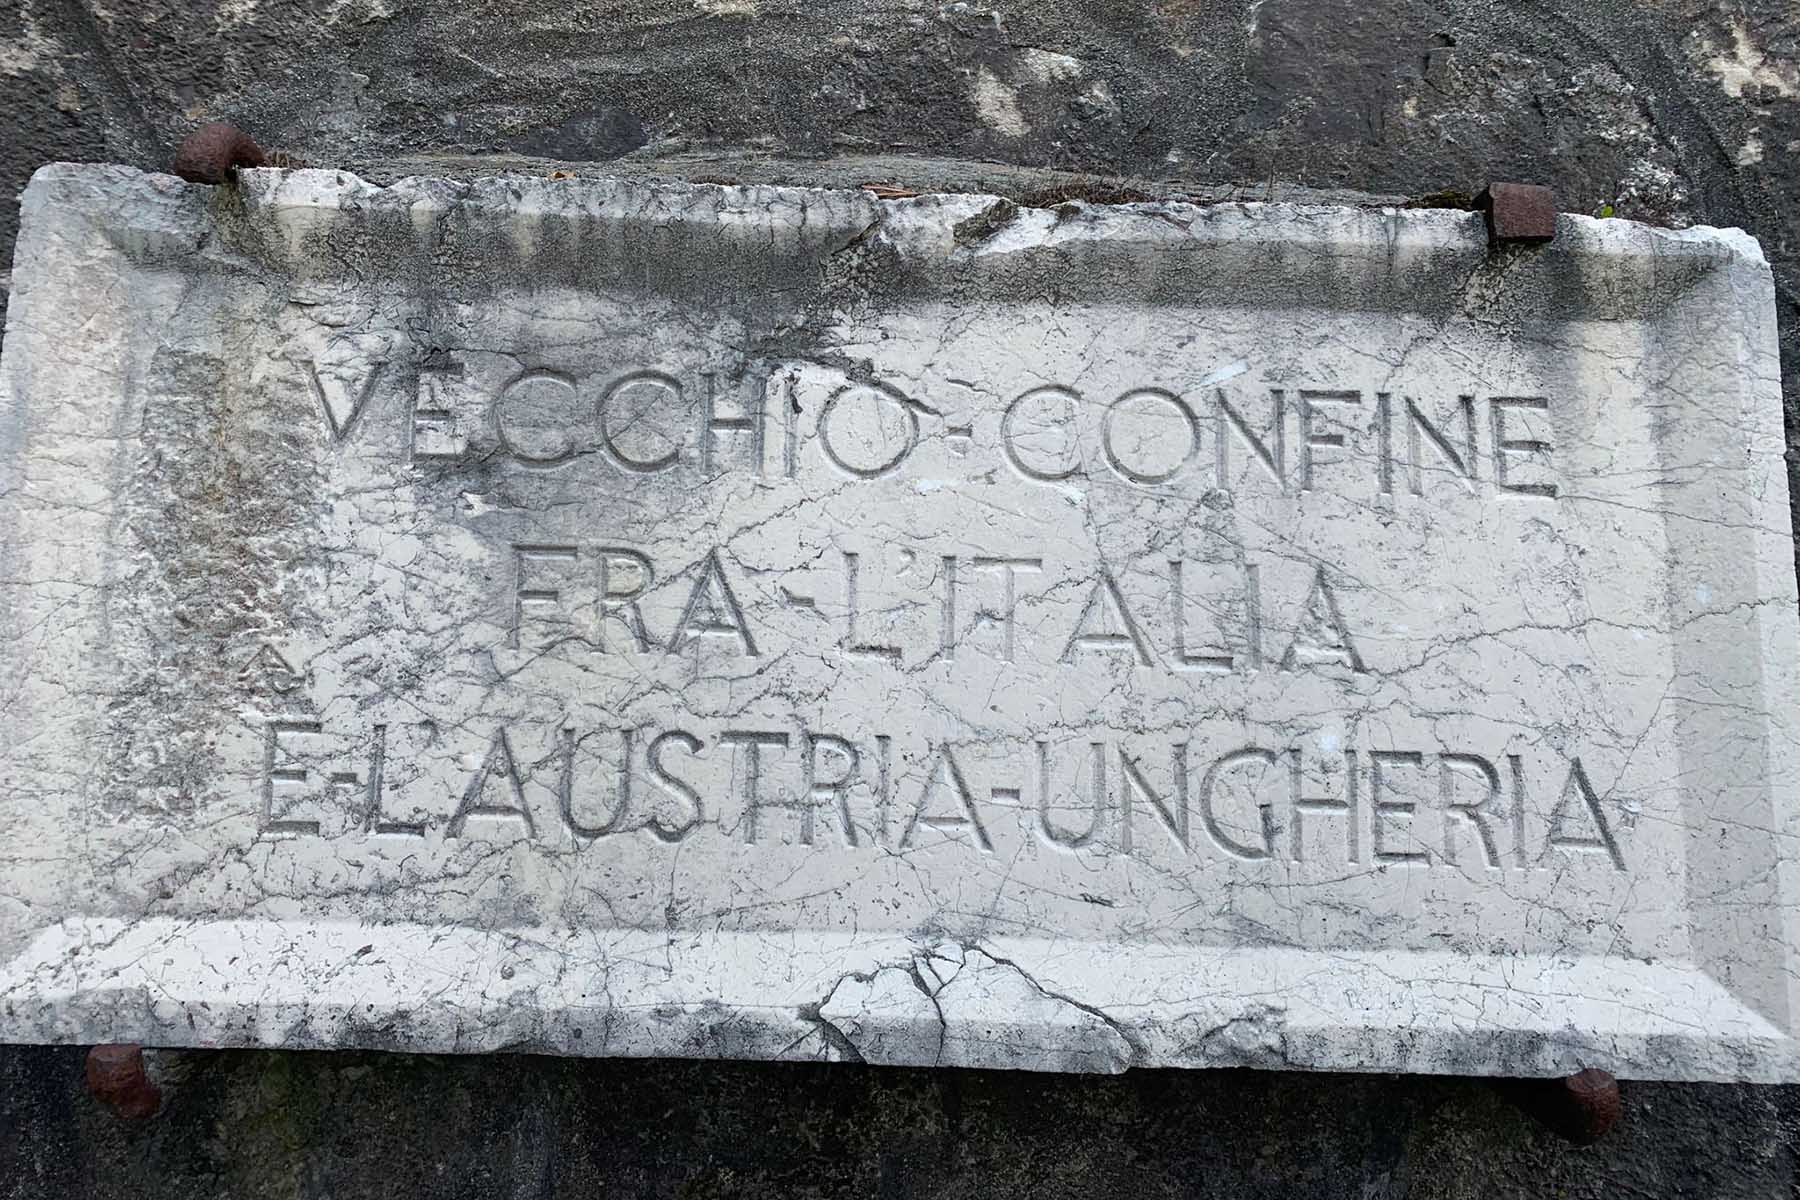 VECCHIO-CONFINE
FRA-L'ITALIA
E-L'AUSTRIA-UNGHERIA